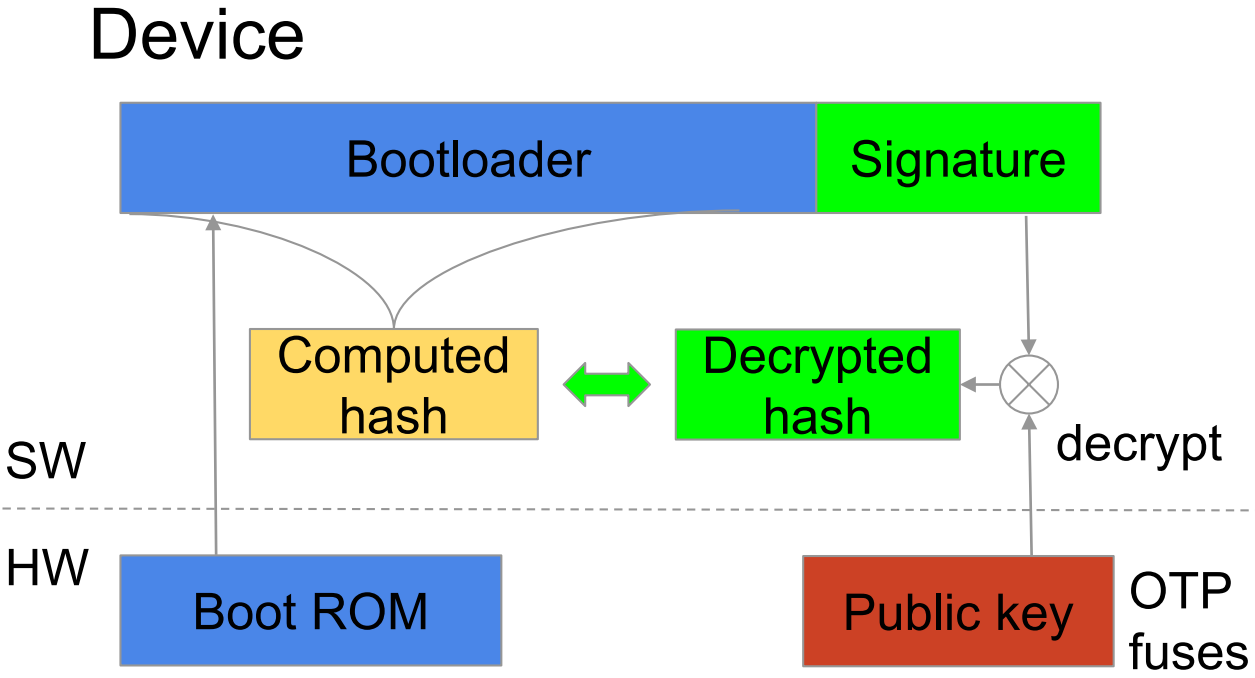 Device
Bootloader
Signature
Computed
hash
Decrypted
hash
decrypt
SW
HW
Boot ROM
Public key
OTP
fuses